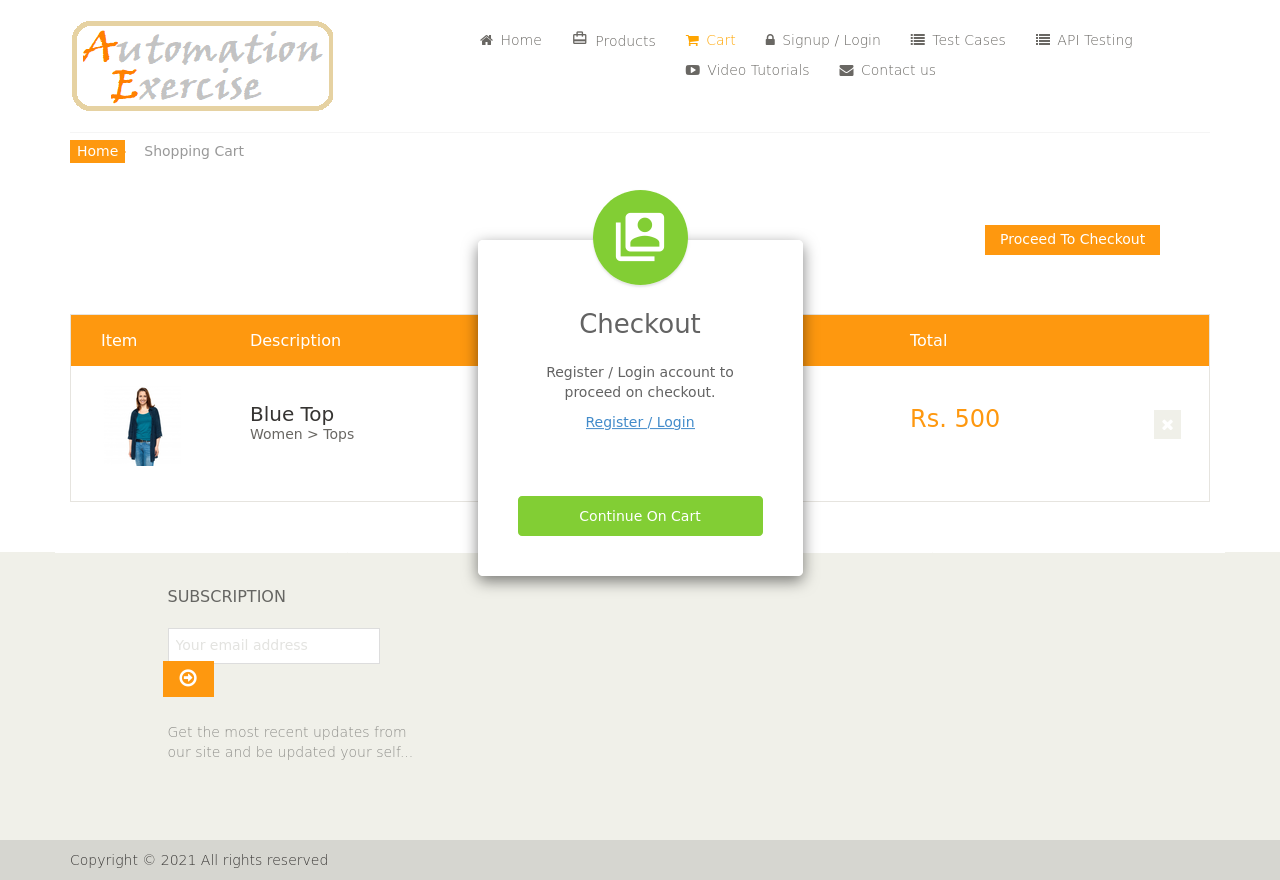 Automation
Exercise
Home
Products
Cart
Signup / Login
Test Cases
API Testing
Video Tutorials
Contact us
Home
Shopping Cart
Proceed To Checkout
Checkout
Register / Login account to
proceed on checkout.
Register / Login
Continue On Cart
Item
Description
Total
Blue Top
Women > Tops
Rs. 500
SUBSCRIPTION
Your email address
Get the most recent updates from
our site and be updated your self...
Copyright © 2021 All rights reserved